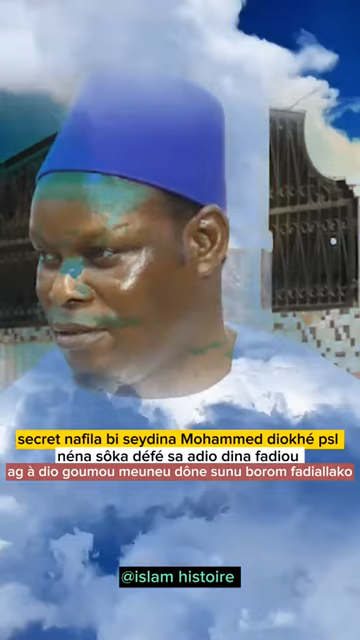 secret nafila bi seydina Mohammed diokhé psl
néna sôka défé sa adio dina fadiou
ag à dio goumou meuneu dône sunu borom fadiallako
@islam histoire